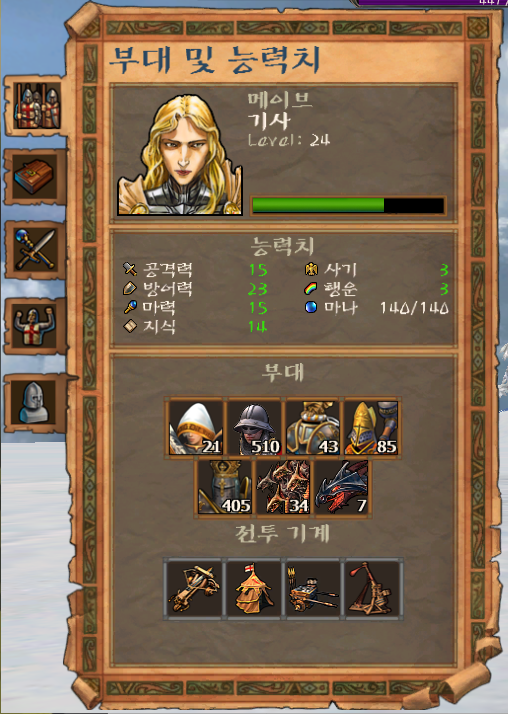 부대 및 능력치
메이브
기사
Level: 24
능력치
공격력 15 사기 3
방어력 23 행운 3
마력 15 마나 140/140
지식 14
부대
21 510 43 85
405 34 7
전투 기계